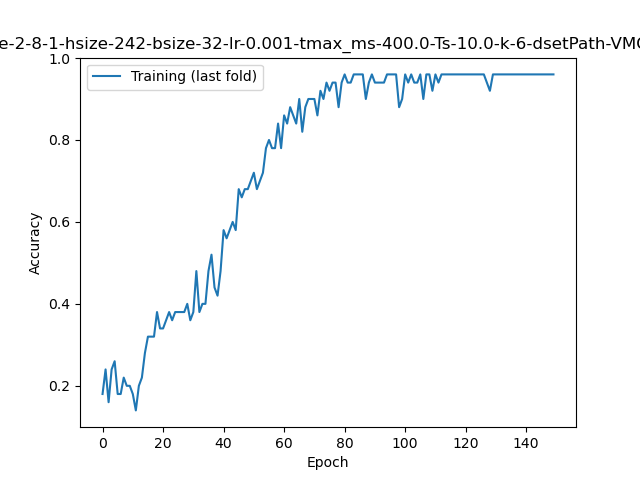 e-2-8-1-hsize-242-bsize-32-lr-0.001-tmax_ms-400.0-Ts-10.0-k-6-dsetPath-VMC
Training (last fold)
1.0
0.8
0.6
0.4
0.2
Accuracy
0 20 40 60 80 100 120 140
Epoch